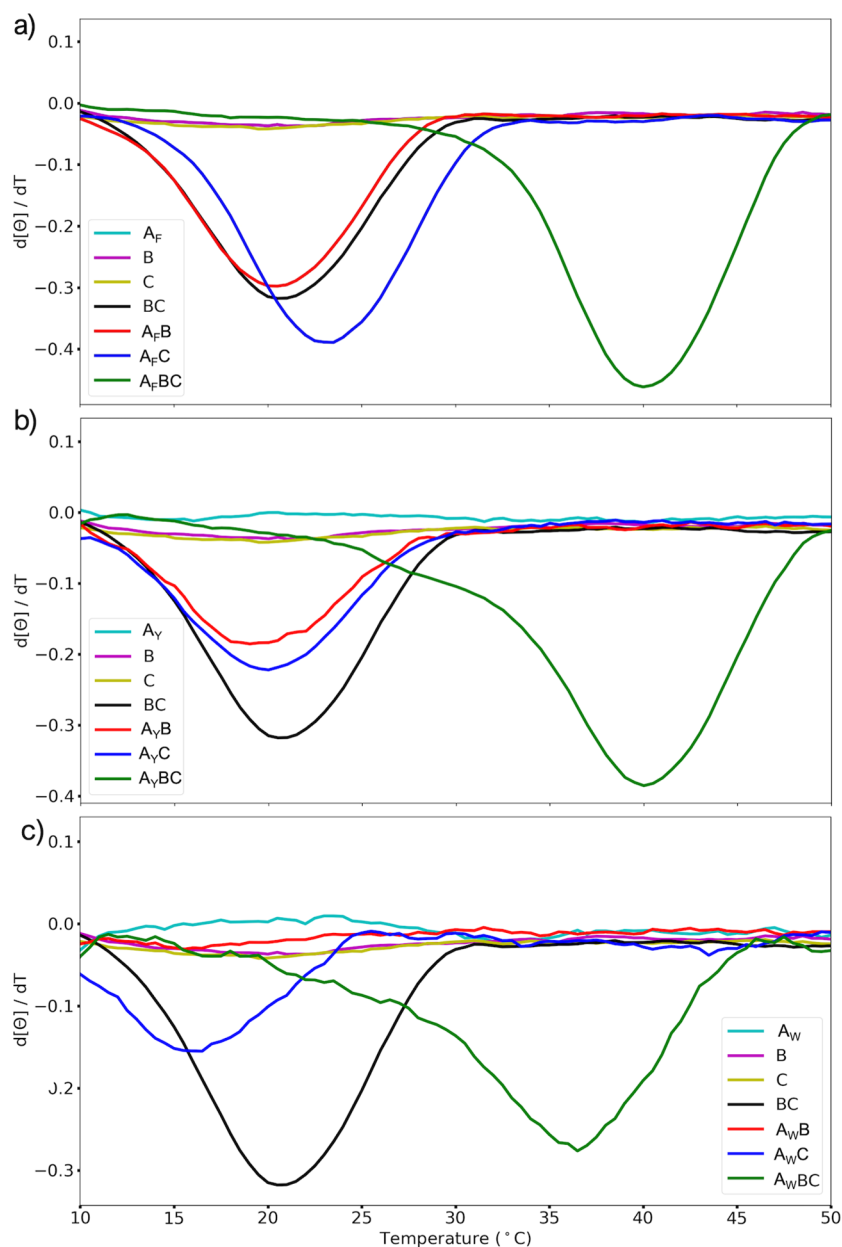 a)
0.1
0.0
−0.1
−0.2
−0.3
−0.4
d[Θ] / dT
A_F
B
C
BC
A_FB
A_FC
A_FBC
b)
0.1
0.0
−0.1
−0.2
−0.3
−0.4
d[Θ] / dT
A_Y
B
C
BC
A_YB
A_YC
A_YBC
c)
0.1
0.0
−0.1
0.2
−0.3
d[Θ] / dT
A_W
B
C
BC
A_WB
A_WC
A_WBC
10 15 20 25 30 35 40 45 50
Temperature (°C)